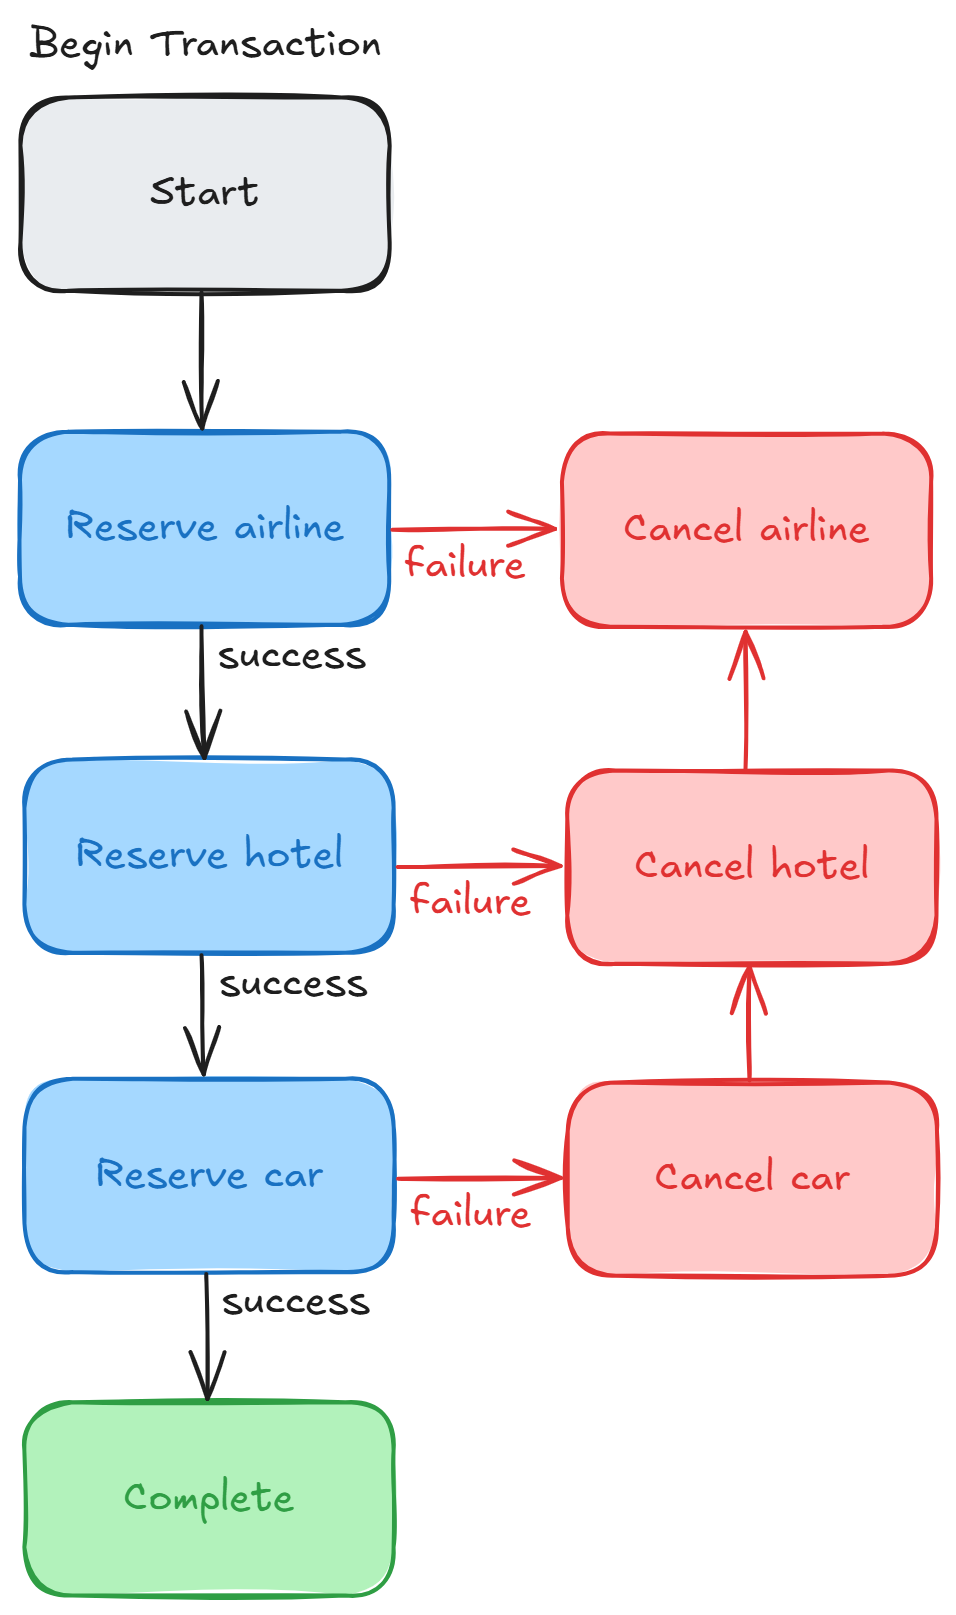 Begin Transaction
Start
Reserve airline
failure
Cancel airline
success
Reserve hotel
failure
Cancel hotel
success
Reserve car
failure
Cancel car
success
Complete